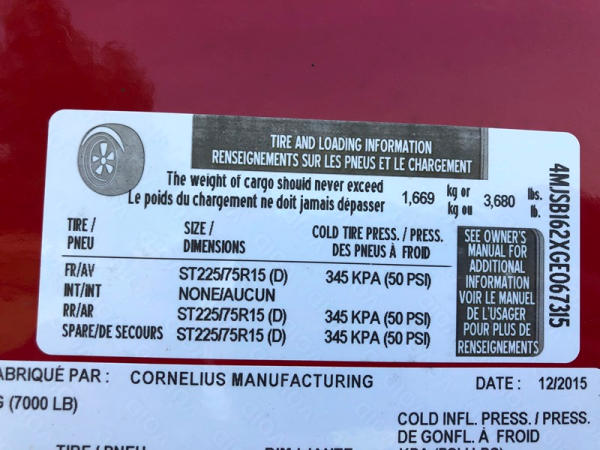 TIRE AND LOADING INFORMATION
RENSEIGNEMENTS SUR LES PNEUS ET LE CHARGEMENT
The weight of cargo should never exceed 1,669 kg or 3,680 lbs.
Le poids du chargement ne doit jamais dépasser kg ou lb.
TIRE / SIZE / COLD TIRE PRESS. / PRESS.
PNEU DIMENSIONS DES PNEUS À FROID
FR/AV ST225/75R15 (D) 345 KPA (50 PSI)
INT/INT NONE/AUCUN
RR/AR ST225/75R15 (D) 345 KPA (50 PSI)
SPARE/DE SECOURS ST225/75R15 (D) 345 KPA (50 PSI)
SEE OWNER'S
MANUAL FOR
ADDITIONAL
INFORMATION
VOIR LE MANUEL
DE L'USAGER
POUR PLUS DE
RENSEIGNEMENTS
4MJSB162XGE067315
ABRIQUÉ PAR : CORNELIUS MANUFACTURING DATE : 12/2015
G (7000 LB)
COLD INFL. PRESS. / PRESS.
DE GONFL. À FROID